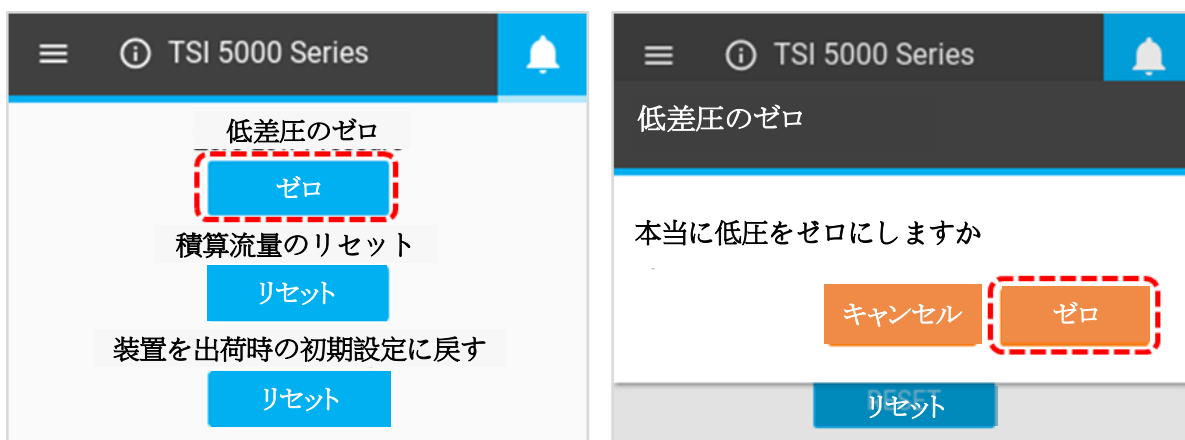 TSI 5000 Series
低差圧のゼロ
ゼロ
積算流量のリセット
リセット
装置を出荷時の初期設定に戻す
リセット
TSI 5000 Series
低差圧のゼロ
本当に低圧をゼロにしますか
キャンセル
ゼロ
リセット